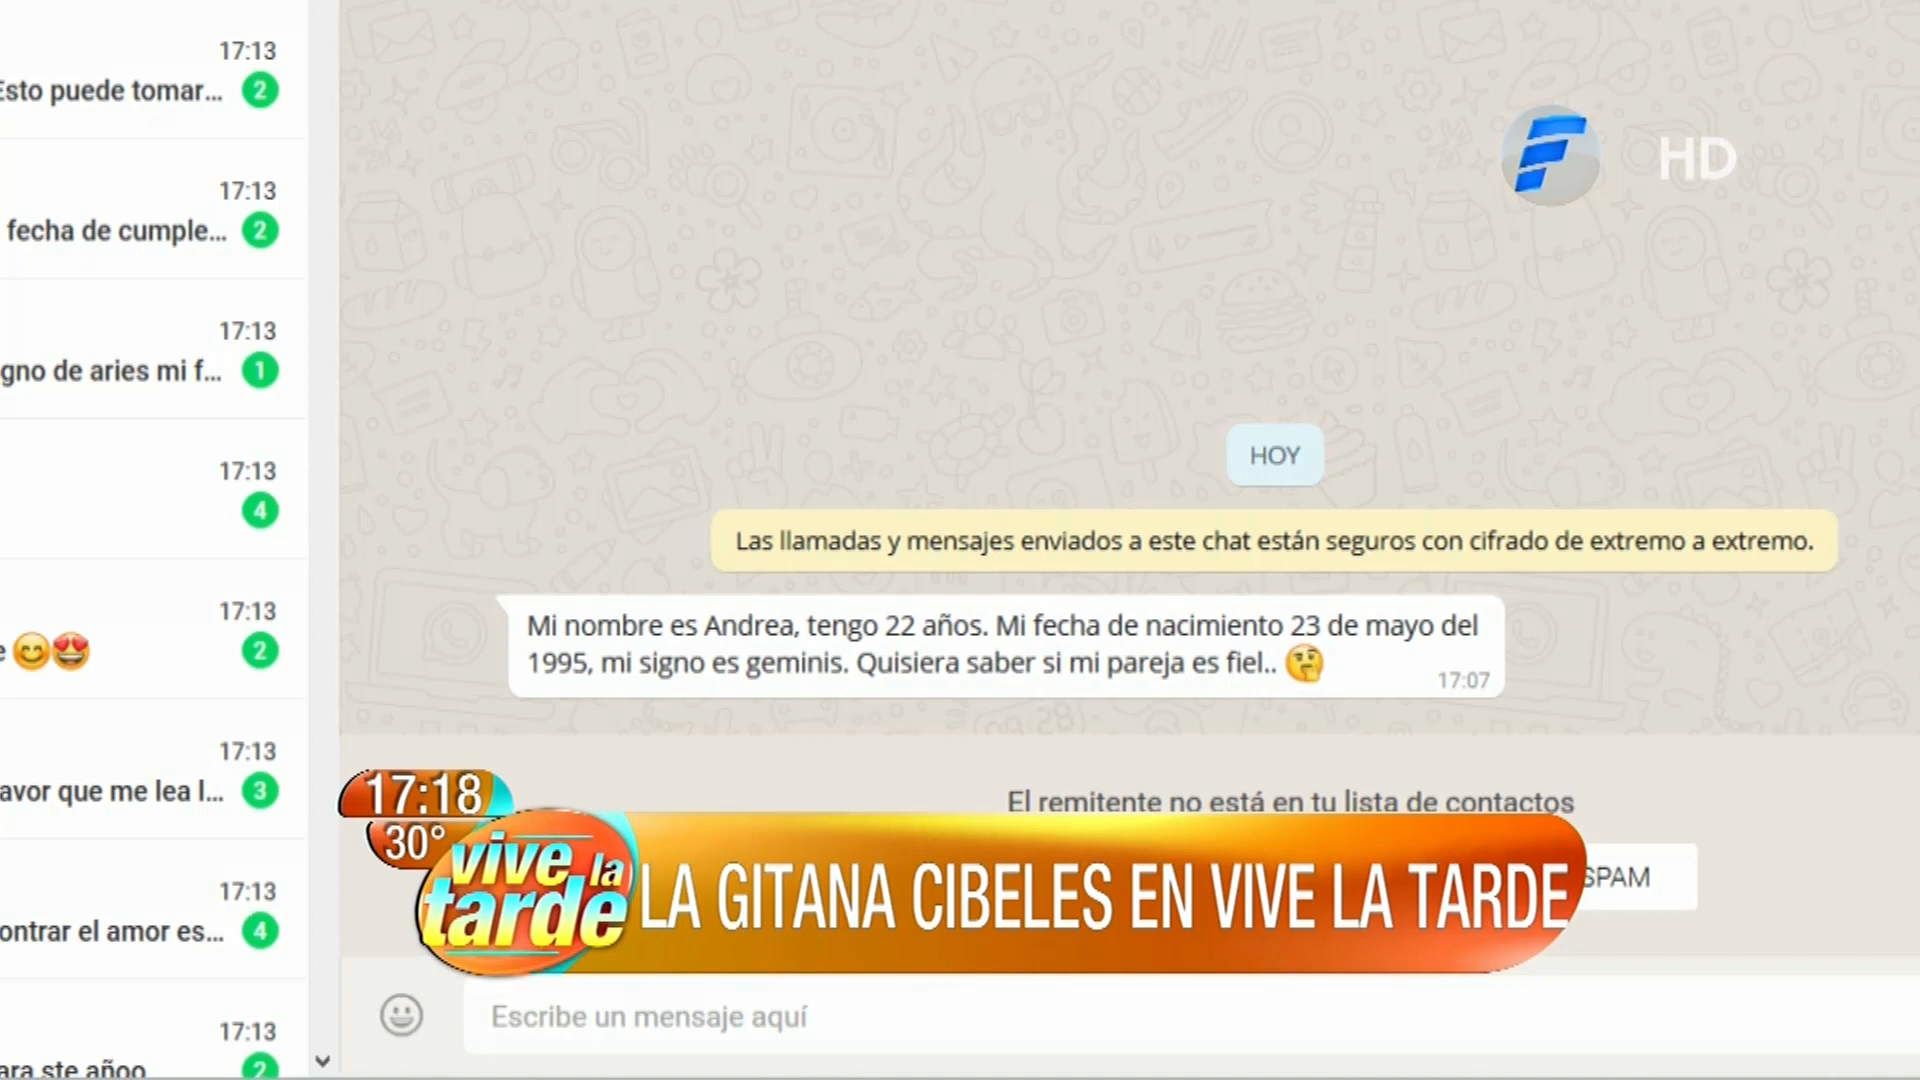 17:13
Esto puede tomar...
2
17:13
fecha de cumple...
2
17:13
gno de aries mi f...
1
17:13
4
17:13
e 😊😍
2
17:13
avor que me lea l...
3
17:13
ontrar el amor es...
4
17:13
ara ste añoo
2
F HD
HOY
Las llamadas y mensajes enviados a este chat están seguros con cifrado de extremo a extremo.
Mi nombre es Andrea, tengo 22 años. Mi fecha de nacimiento 23 de mayo del
1995, mi signo es geminis. Quisiera saber si mi pareja es fiel.. 🤔
17:07
El remitente no está en tu lista de contactos
SPAM
17:18
30°
vive la
tarde
LA GITANA CIBELES EN VIVE LA TARDE
Escribe un mensaje aquí